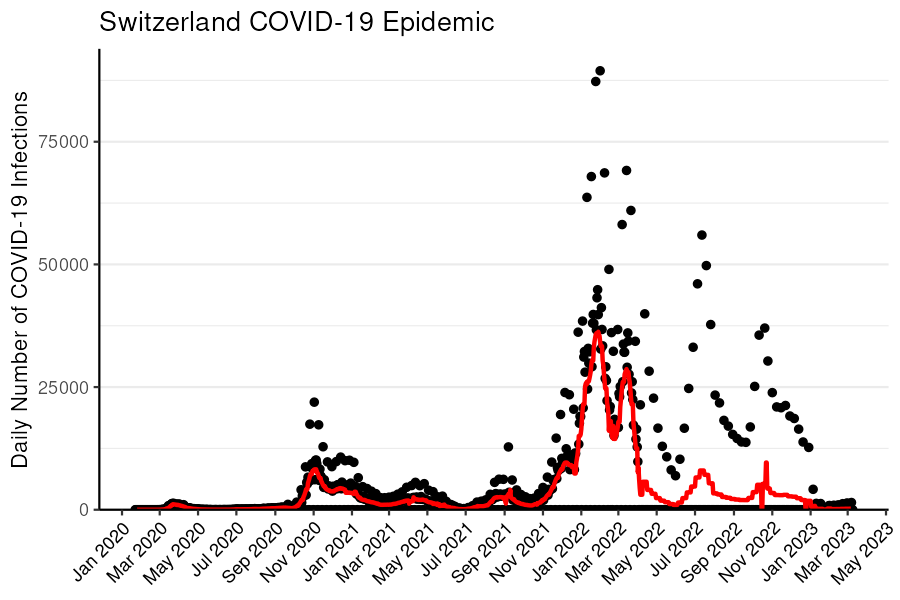 Switzerland COVID-19 Epidemic
Daily Number of COVID-19 Infections
75000
50000
25000
0
Jan 2020
Mar 2020
May 2020
Jul 2020
Sep 2020
Nov 2020
Jan 2021
Mar 2021
May 2021
Jul 2021
Sep 2021
Nov 2021
Jan 2022
Mar 2022
May 2022
Jul 2022
Sep 2022
Nov 2022
Jan 2023
Mar 2023
May 2023